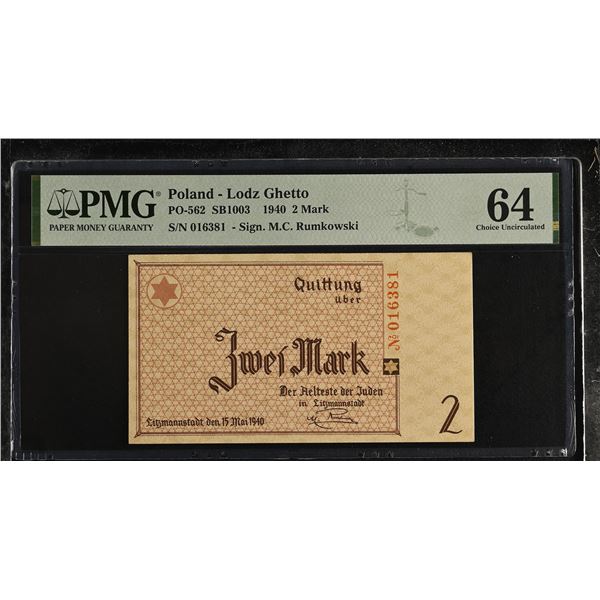 PMG®
PAPER MONEY GUARANTY
Poland - Lodz Ghetto
PO-562 SB1003 1940 2 Mark
S/N 016381 - Sign. M.C. Rumkowski
64
Choice Uncirculated
Quittung
über
Zwei Mark
Der Aelteste der Juden
in Litzmannstadt
Litzmannstadt den 15 Mai 1940
№ 016381
2